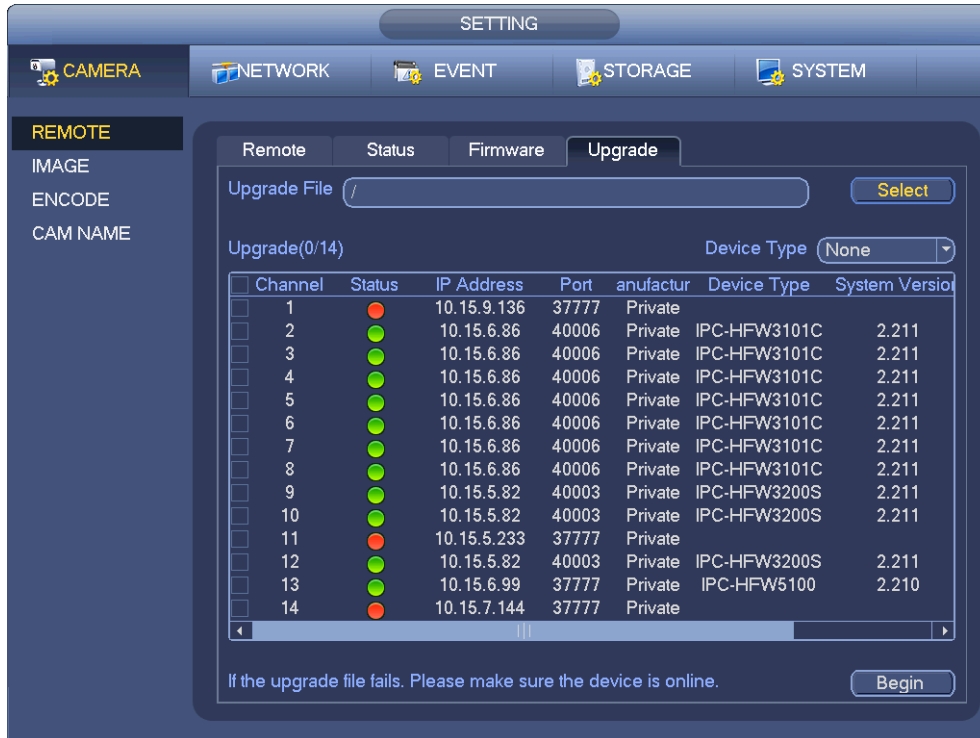 SETTING
CAMERA NETWORK EVENT STORAGE SYSTEM
REMOTE
IMAGE
ENCODE
CAM NAME
Remote Status Firmware Upgrade
Upgrade File / Select
Upgrade(0/14) Device Type None
Channel Status IP Address Port anufactur Device Type System Version
1 10.15.9.136 37777 Private
2 10.15.6.86 40006 Private IPC-HFW3101C 2.211
3 10.15.6.86 40006 Private IPC-HFW3101C 2.211
4 10.15.6.86 40006 Private IPC-HFW3101C 2.211
5 10.15.6.86 40006 Private IPC-HFW3101C 2.211
6 10.15.6.86 40006 Private IPC-HFW3101C 2.211
7 10.15.6.86 40006 Private IPC-HFW3101C 2.211
8 10.15.6.86 40006 Private IPC-HFW3101C 2.211
9 10.15.5.82 40003 Private IPC-HFW3200S 2.211
10 10.15.5.82 40003 Private IPC-HFW3200S 2.211
11 10.15.5.233 37777 Private
12 10.15.5.82 40003 Private IPC-HFW3200S 2.211
13 10.15.6.99 37777 Private IPC-HFW5100 2.210
14 10.15.7.144 37777 Private
If the upgrade file fails. Please make sure the device is online. Begin